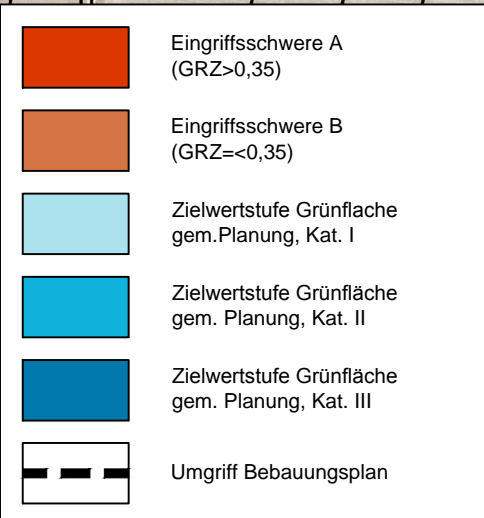 Eingriffsschwere A
(GRZ>0,35)
Eingriffsschwere B
(GRZ=<0,35)
Zielwertstufe Grünflache
gem.Planung, Kat. I
Zielwertstufe Grünfläche
gem. Planung, Kat. II
Zielwertstufe Grünfläche
gem. Planung, Kat. III
Umgriff Bebauungsplan